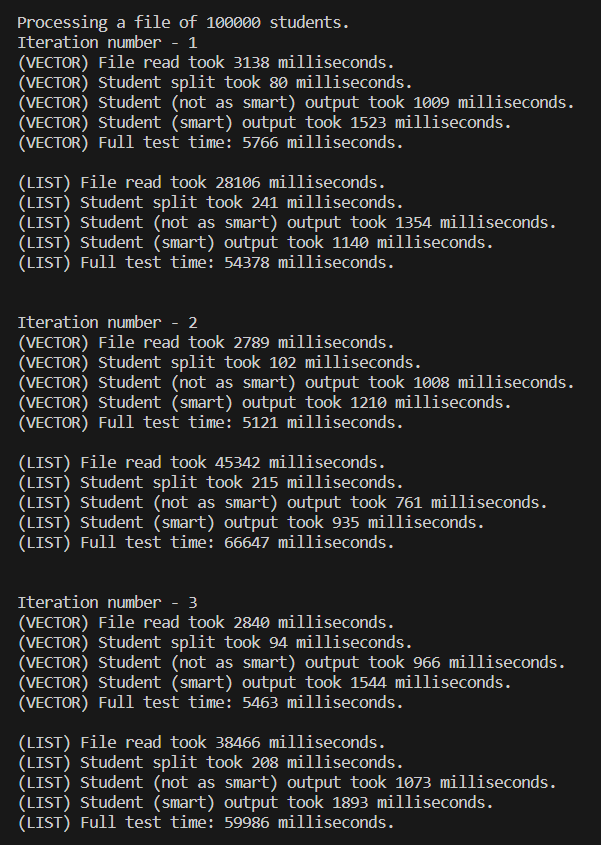 Processing a file of 100000 students.
Iteration number - 1
(VECTOR) File read took 3138 milliseconds.
(VECTOR) Student split took 80 milliseconds.
(VECTOR) Student (not as smart) output took 1009 milliseconds.
(VECTOR) Student (smart) output took 1523 milliseconds.
(VECTOR) Full test time: 5766 milliseconds.
(LIST) File read took 28106 milliseconds.
(LIST) Student split took 241 milliseconds.
(LIST) Student (not as smart) output took 1354 milliseconds.
(LIST) Student (smart) output took 1140 milliseconds.
(LIST) Full test time: 54378 milliseconds.
Iteration number - 2
(VECTOR) File read took 2789 milliseconds.
(VECTOR) Student split took 102 milliseconds.
(VECTOR) Student (not as smart) output took 1008 milliseconds.
(VECTOR) Student (smart) output took 1210 milliseconds.
(VECTOR) Full test time: 5121 milliseconds.
(LIST) File read took 45342 milliseconds.
(LIST) Student split took 215 milliseconds.
(LIST) Student (not as smart) output took 761 milliseconds.
(LIST) Student (smart) output took 935 milliseconds.
(LIST) Full test time: 66647 milliseconds.
Iteration number - 3
(VECTOR) File read took 2840 milliseconds.
(VECTOR) Student split took 94 milliseconds.
(VECTOR) Student (not as smart) output took 966 milliseconds.
(VECTOR) Student (smart) output took 1544 milliseconds.
(VECTOR) Full test time: 5463 milliseconds.
(LIST) File read took 38466 milliseconds.
(LIST) Student split took 208 milliseconds.
(LIST) Student (not as smart) output took 1073 milliseconds.
(LIST) Student (smart) output took 1893 milliseconds.
(LIST) Full test time: 59986 milliseconds.